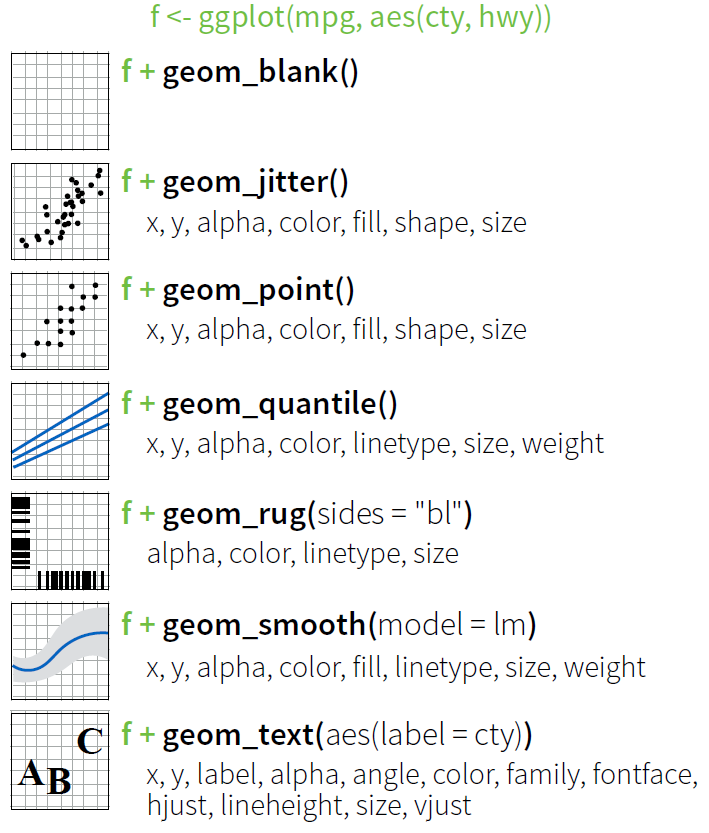 f <- ggplot(mpg, aes(cty, hwy))
f + geom_blank()
f + geom_jitter()
x, y, alpha, color, fill, shape, size
f + geom_point()
x, y, alpha, color, fill, shape, size
f + geom_quantile()
x, y, alpha, color, linetype, size, weight
f + geom_rug(sides = "bl")
alpha, color, linetype, size
f + geom_smooth(model = lm)
x, y, alpha, color, fill, linetype, size, weight
C
A B
f + geom_text(aes(label = cty))
x, y, label, alpha, angle, color, family, fontface,
hjust, lineheight, size, vjust